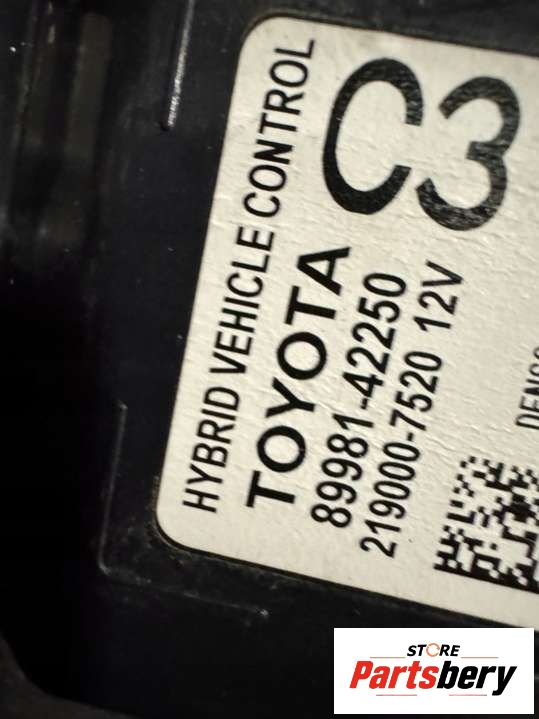 C3
HYBRID VEHICLE CONTROL
TOYOTA
89981-42250
219000-7520 12V
STORE
Partsbery